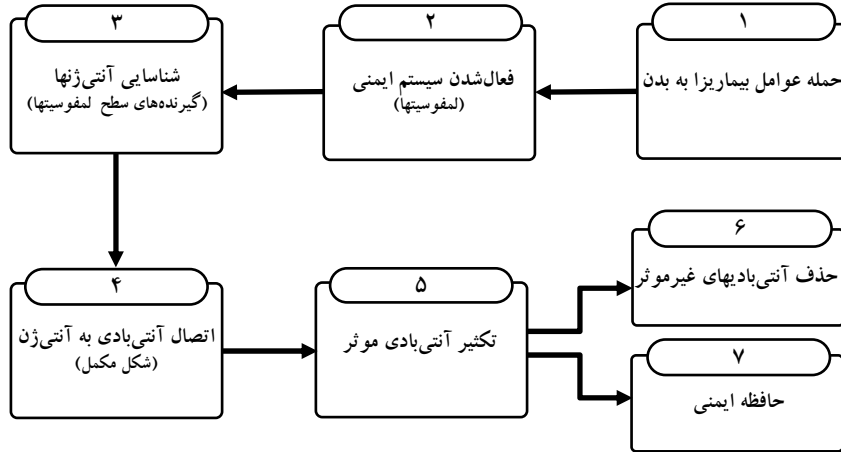 ۱
حمله عوامل بیماریزا به بدن
۲
فعال‌شدن سیستم ایمنی
(لمفوسیتها)
۳
شناسایی آنتی‌ژنها
(گیرنده‌های سطح لمفوسیتها)
۴
اتصال آنتی‌بادی به آنتی‌ژن
(شکل مکمل)
۵
تکثیر آنتی‌بادی موثر
۶
حذف آنتی‌بادیهای غیرموثر
۷
حافظه ایمنی